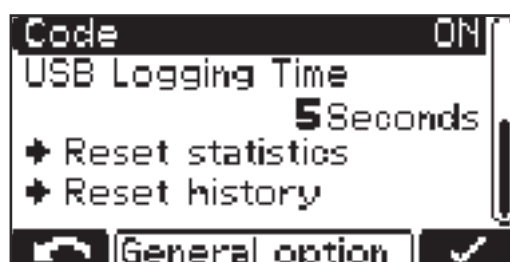 Code ON
USB Logging Time
5 Seconds
Reset statistics
Reset history
General option